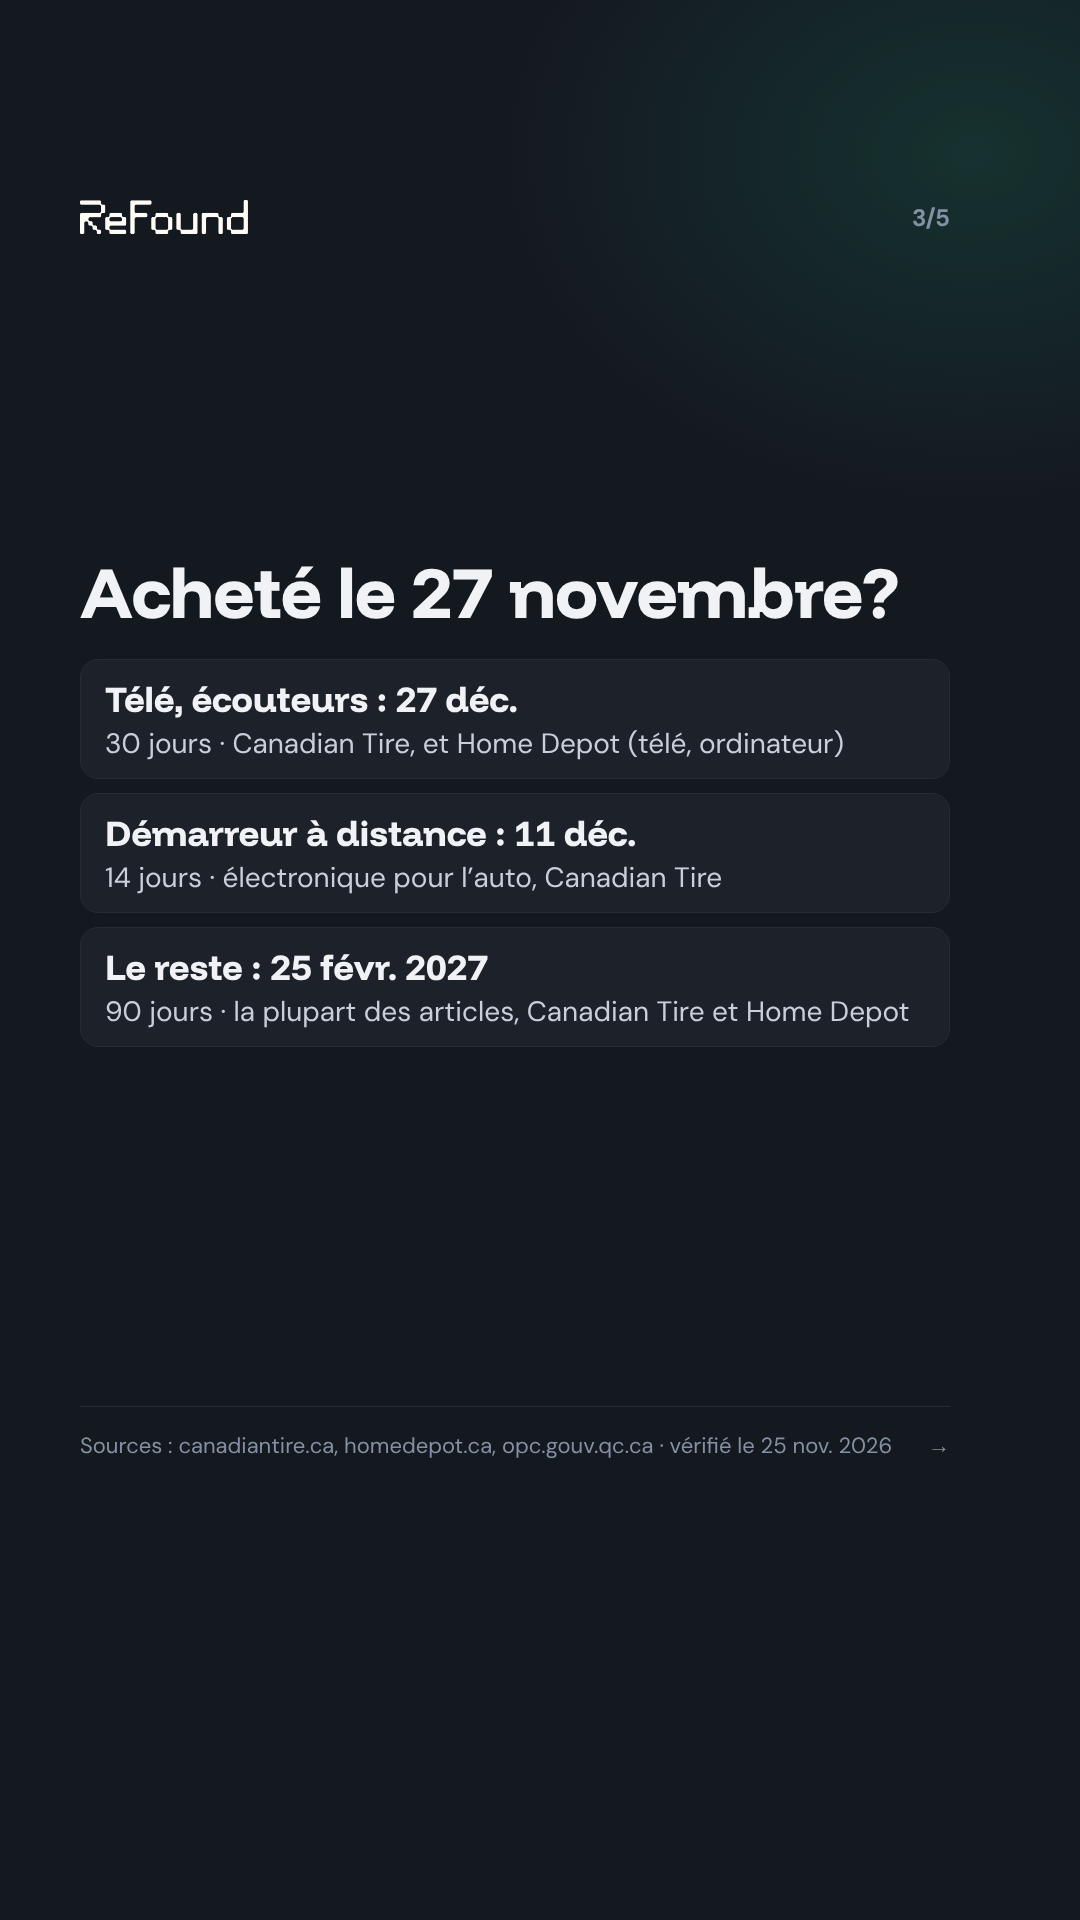 ReFound
3/5
Acheté le 27 novembre?
Télé, écouteurs : 27 déc.
30 jours · Canadian Tire, et Home Depot (télé, ordinateur)
Démarreur à distance : 11 déc.
14 jours · électronique pour l’auto, Canadian Tire
Le reste : 25 févr. 2027
90 jours · la plupart des articles, Canadian Tire et Home Depot
Sources : canadiantire.ca, homedepot.ca, opc.gouv.qc.ca · vérifié le 25 nov. 2026 →